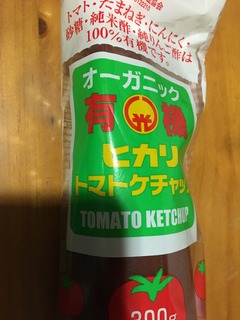 トマト・たまねぎ・にんにく・
砂糖・純米酢・純りんご酢は
100%有機です。
オーガニック
有機
ヒカリ
トマトケチャップ
TOMATO KETCHUP
300g